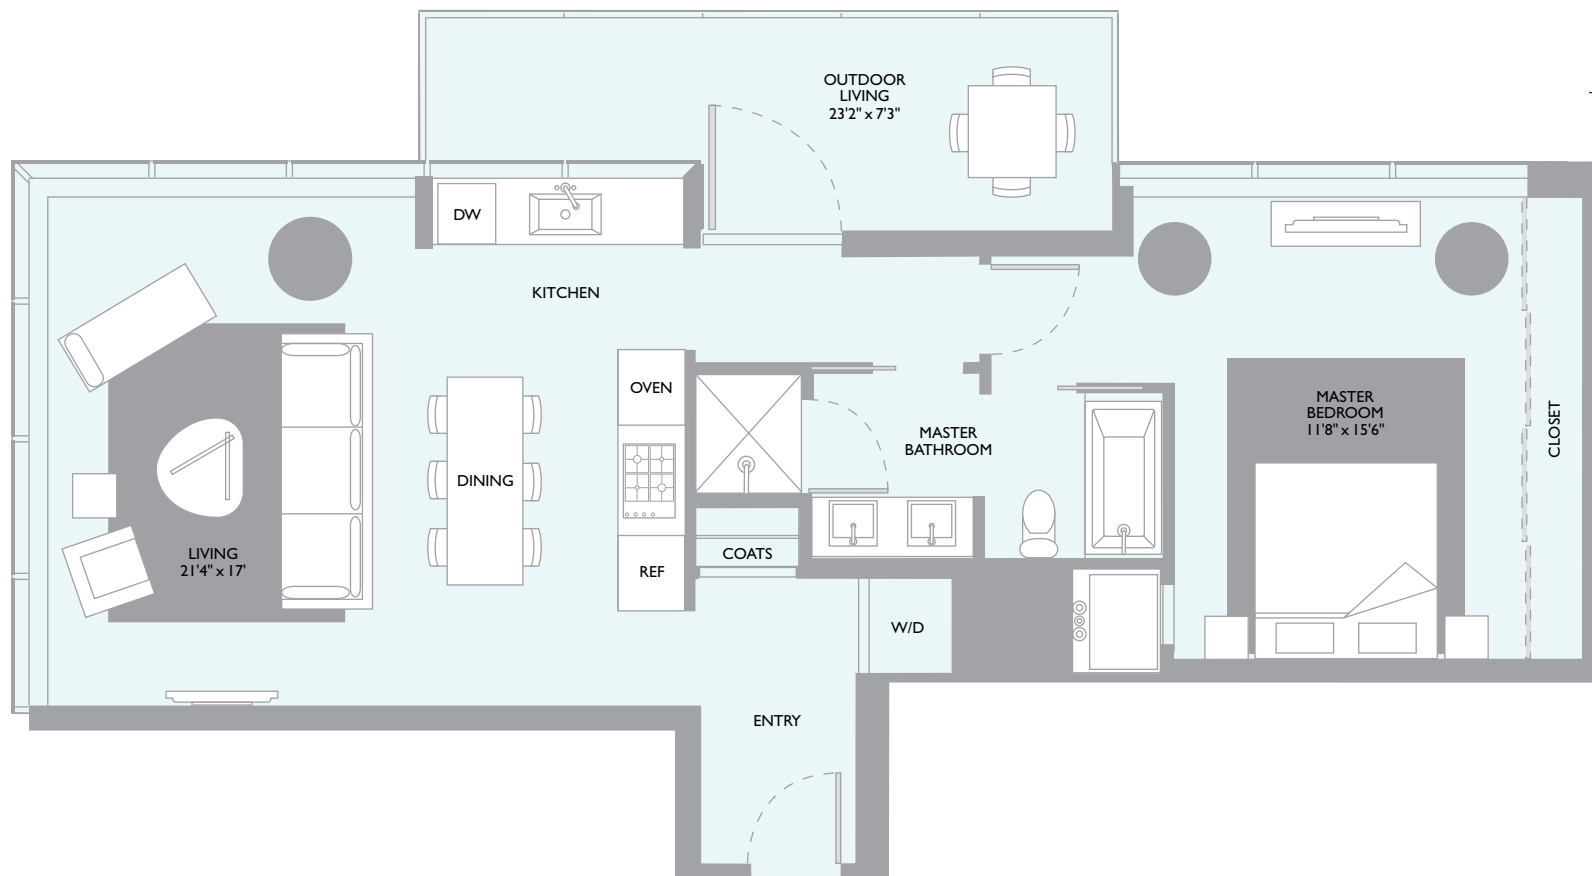 OUTDOOR
LIVING
23'2" x 7'3"
DW
KITCHEN
OVEN
MASTER
BEDROOM
11'8" x 15'6"
CLOSET
MASTER
BATHROOM
DINING
LIVING
21'4" x 17'
COATS
REF
W/D
ENTRY